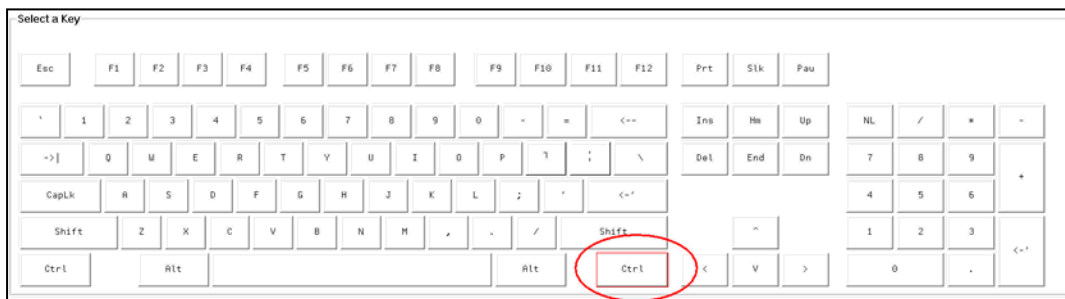 Select a Key
Esc F1 F2 F3 F4 F5 F6 F7 F8 F9 F10 F11 F12 Prt Slk Pau
` 1 2 3 4 5 6 7 8 9 0 - = <-- Ins Hm Up NL / * -
->| Q W E R T Y U I O P ┐ ¦ \ Del End Dn 7 8 9 +
CapLk A S D F G H J K L ; ' <-' 4 5 6
Shift Z X C V B N M , . / Shift ^ 1 2 3 <-'
Ctrl Alt Alt Ctrl < V > 0 .